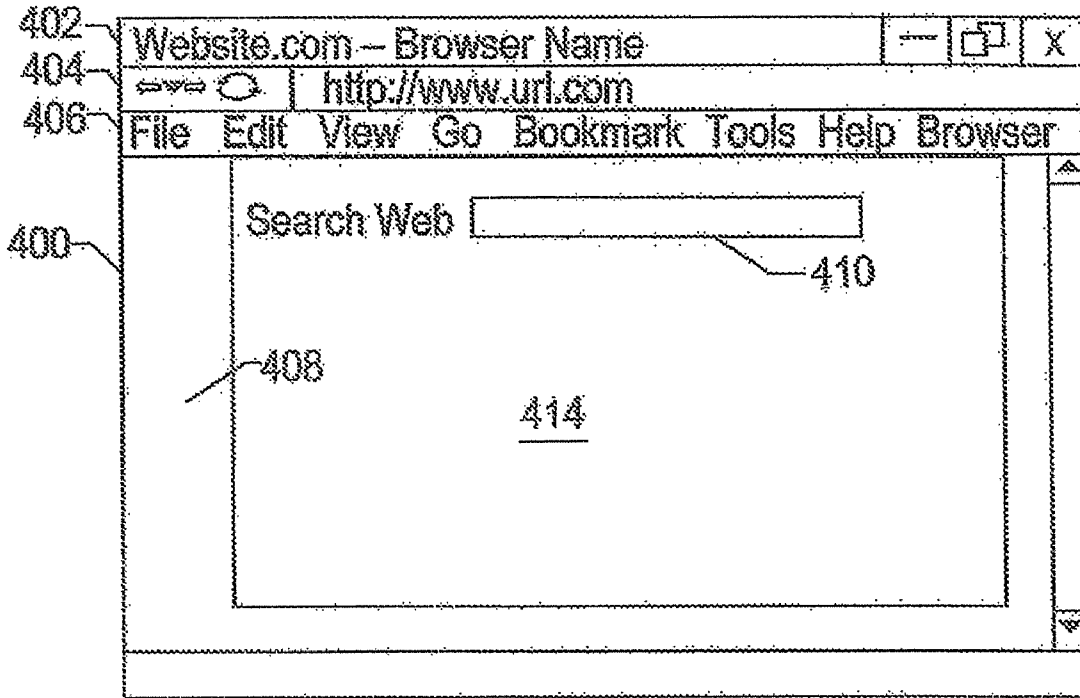 402 Website.com – Browser Name — X
404 http://www.url.com
406 File Edit View Go Bookmark Tools Help Browser
Search Web
400
410
408
414